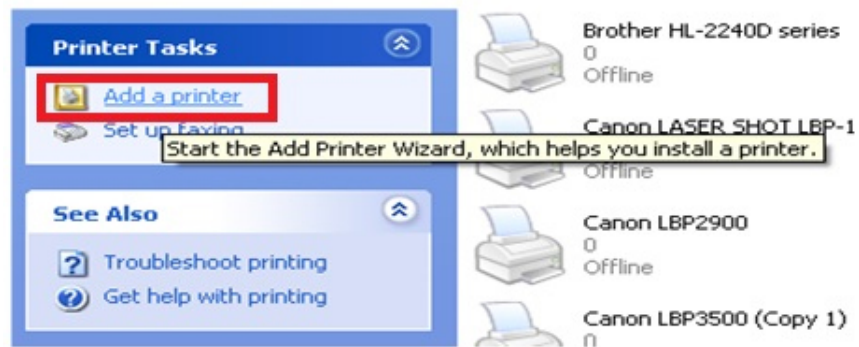 Printer Tasks
Add a printer
Set up faxing
Start the Add Printer Wizard, which helps you install a printer.
See Also
Troubleshoot printing
Get help with printing
Brother HL-2240D series
0
Offline
Canon LASER SHOT LBP-1
Offline
Canon LBP2900
0
Offline
Canon LBP3500 (Copy 1)
0